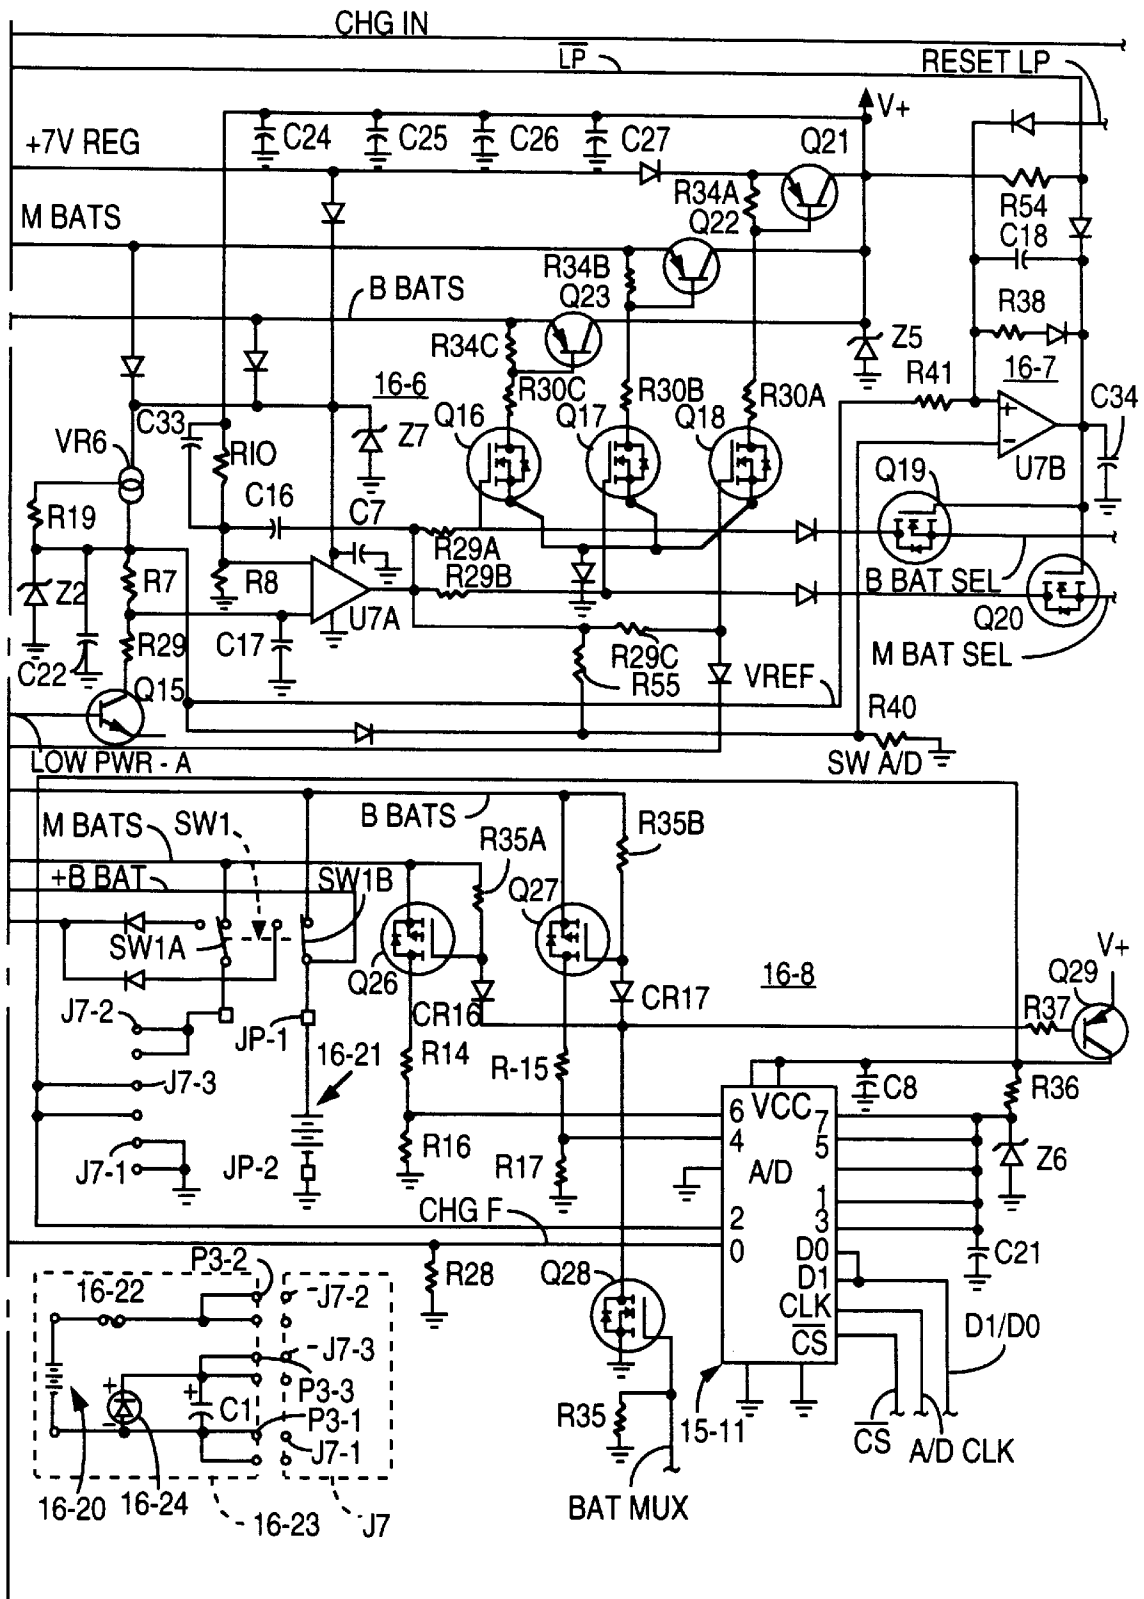 CHG IN
LP
RESET LP
V+
+7V REG
C24
C25
C26
C27
Q21
R34A
Q22
R54
C18
M BATS
R34B
Q23
B BATS
R38
Z5
R34C
16-7
16-6
R30C
R30B
R30A
R41
C34
C33
Q16
Q17
Q18
Z7
VR6
R10
+
-
U7B
Q19
C16
C7
R19
R29A
R29B
B BAT SEL
Z2
R7
R8
U7A
Q20
C22
R29
C17
R29C
R55
M BAT SEL
Q15
VREF
R40
LOW PWR - A
SW A/D
M BATS
SW1
B BATS
R35A
R35B
+B BAT
SW1B
Q27
SW1A
Q26
16-8
V+
Q29
J7-2
CR16
CR17
R37
JP-1
16-21
R14
R-15
J7-3
C8
R36
6 VCC 7
4 5
R16
J7-1
JP-2
R17
A/D
Z6
1
CHG F
2 3
0 D0
C21
P3-2
R28
Q28
D1
16-22
J7-2
CLK
D1/D0
CS
J7-3
+
+
P3-3
C1
P3-1
-
J7-1
R35
15-11
CS
A/D CLK
16-20
16-24
16-23
J7
BAT MUX